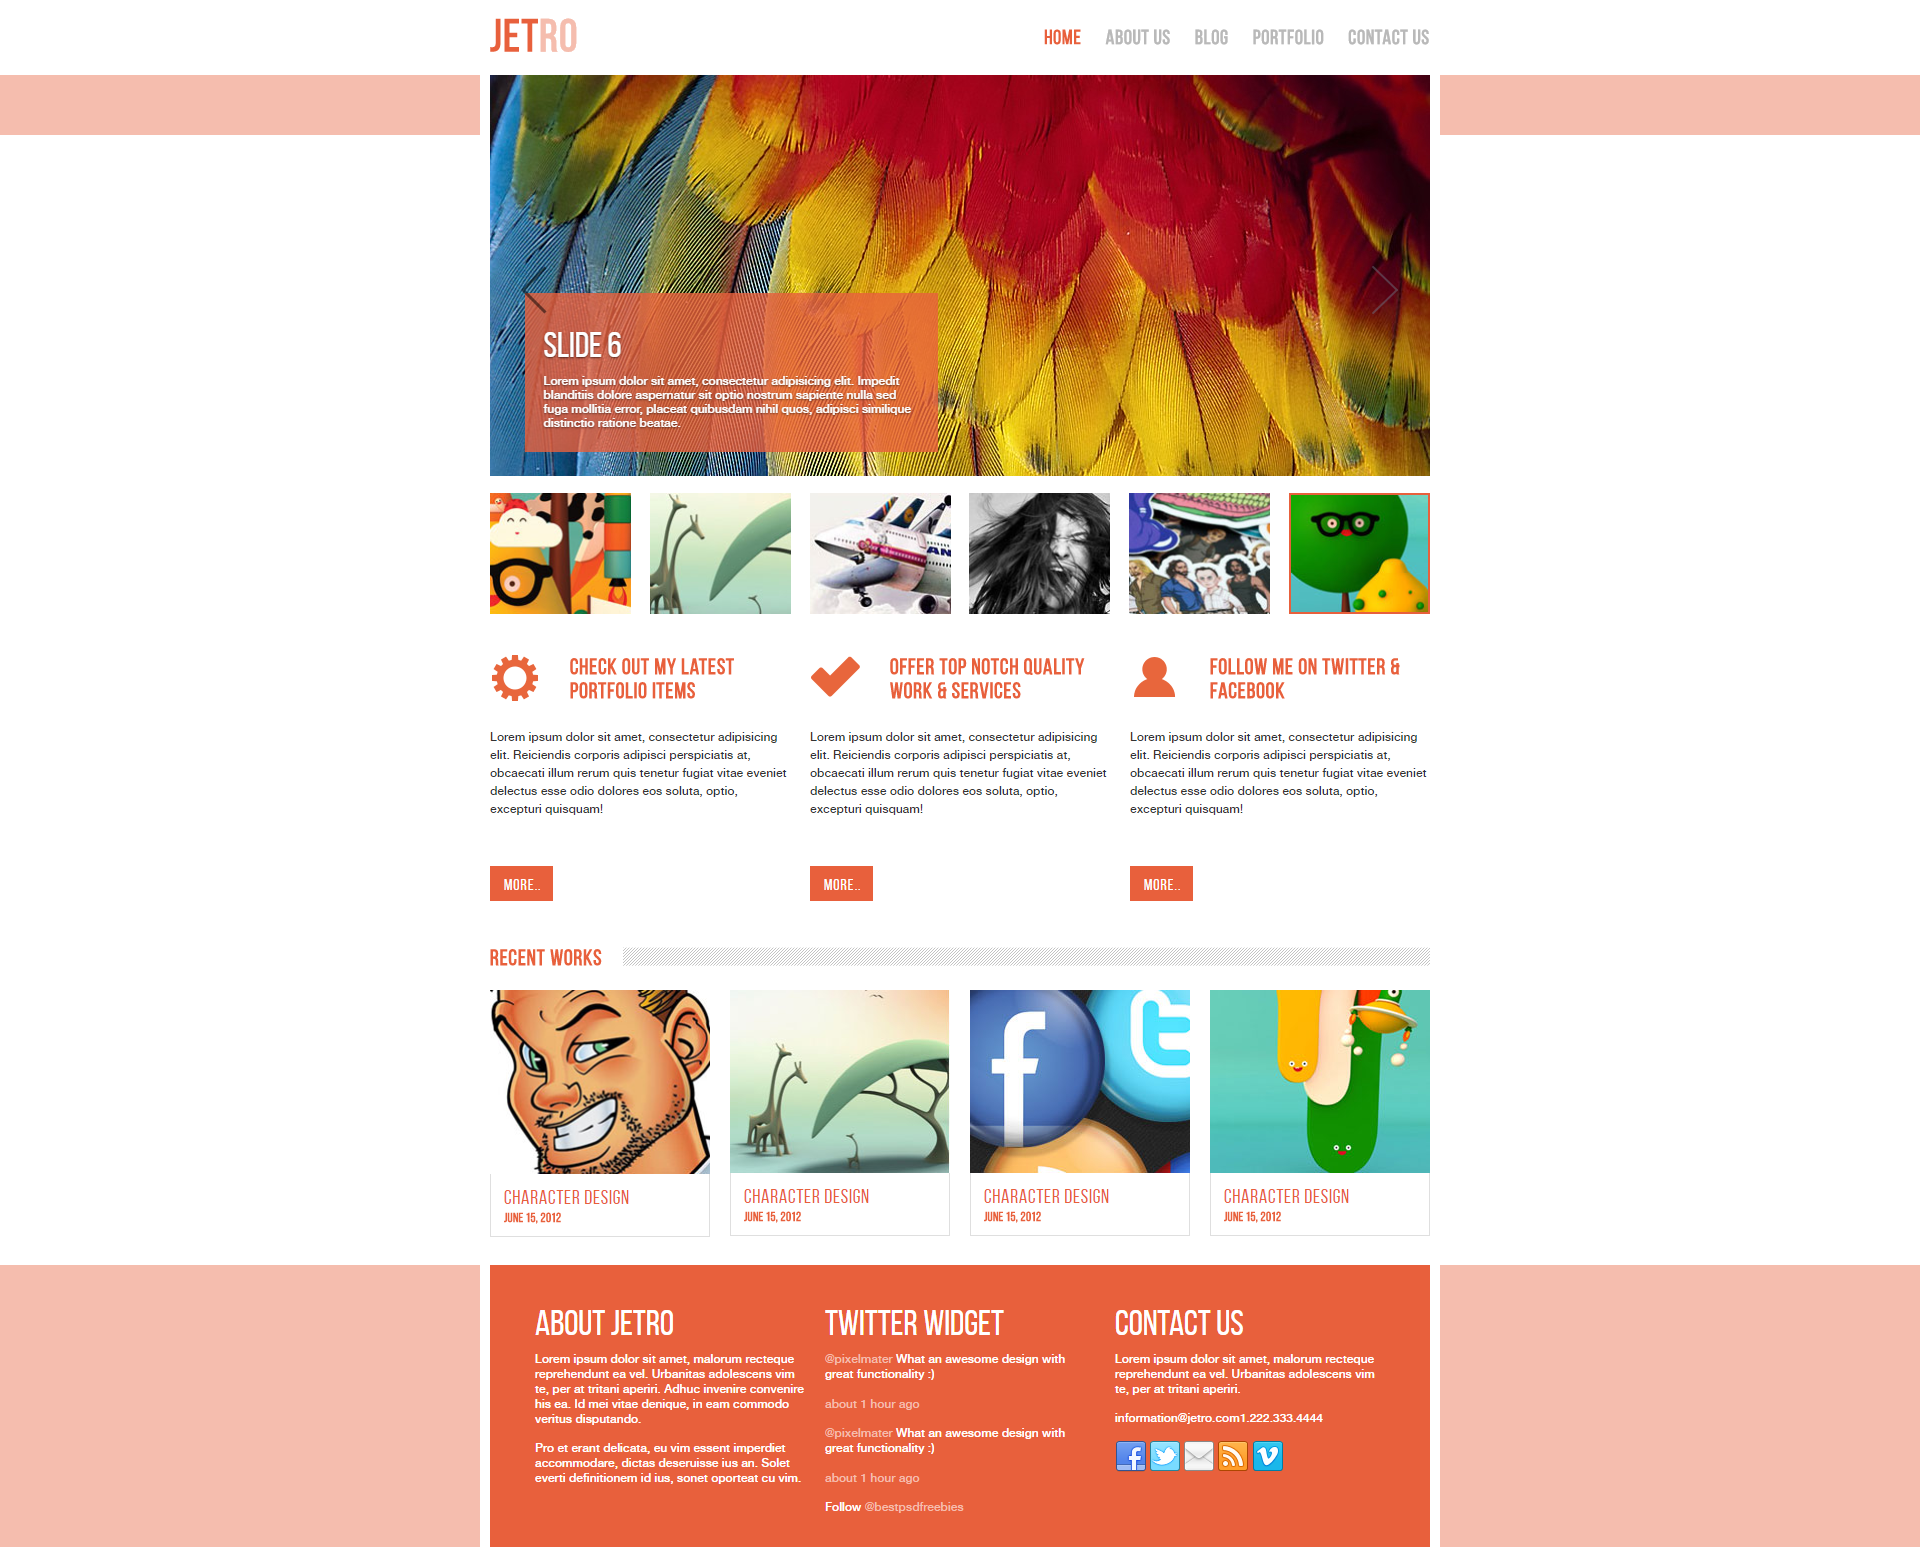 JETRO
HOME ABOUT US BLOG PORTFOLIO CONTACT US
SLIDE 6
Lorem ipsum dolor sit amet, consectetur adipisicing elit. Impedit
blanditiis dolore aspernatur sit optio nostrum sapiente nulla sed
fuga mollitia error, placeat quibusdam nihil quos, adipisci similique
distinctio ratione beatae.
AN
CHECK OUT MY LATEST
PORTFOLIO ITEMS
Lorem ipsum dolor sit amet, consectetur adipisicing
elit. Reiciendis corporis adipisci perspiciatis at,
obcaecati illum rerum quis tenetur fugiat vitae eveniet
delectus esse odio dolores eos soluta, optio,
excepturi quisquam!
MORE..
OFFER TOP NOTCH QUALITY
WORK & SERVICES
Lorem ipsum dolor sit amet, consectetur adipisicing
elit. Reiciendis corporis adipisci perspiciatis at,
obcaecati illum rerum quis tenetur fugiat vitae eveniet
delectus esse odio dolores eos soluta, optio,
excepturi quisquam!
MORE..
FOLLOW ME ON TWITTER &
FACEBOOK
Lorem ipsum dolor sit amet, consectetur adipisicing
elit. Reiciendis corporis adipisci perspiciatis at,
obcaecati illum rerum quis tenetur fugiat vitae eveniet
delectus esse odio dolores eos soluta, optio,
excepturi quisquam!
MORE..
RECENT WORKS
CHARACTER DESIGN
JUNE 15, 2012
CHARACTER DESIGN
JUNE 15, 2012
CHARACTER DESIGN
JUNE 15, 2012
CHARACTER DESIGN
JUNE 15, 2012
ABOUT JETRO
Lorem ipsum dolor sit amet, malorum recteque
reprehendunt ea vel. Urbanitas adolescens vim
te, per at tritani aperiri. Adhuc invenire convenire
his ea. Id mei vitae denique, in eam commodo
veritus disputando.
Pro et erant delicata, eu vim essent imperdiet
accommodare, dictas deseruisse ius an. Solet
everti definitionem id ius, sonet oporteat cu vim.
TWITTER WIDGET
@pixelmater What an awesome design with
great functionality :)
about 1 hour ago
@pixelmater What an awesome design with
great functionality :)
about 1 hour ago
Follow @bestpsdfreebies
CONTACT US
Lorem ipsum dolor sit amet, malorum recteque
reprehendunt ea vel. Urbanitas adolescens vim
te, per at tritani aperiri.
information@jetro.com1.222.333.4444